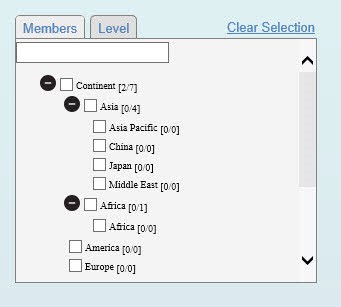 Members Level Clear Selection
Continent [2/7]
Asia [0/4]
Asia Pacific [0/0]
China [0/0]
Japan [0/0]
Middle East [0/0]
Africa [0/1]
Africa [0/0]
America [0/0]
Europe [0/0]